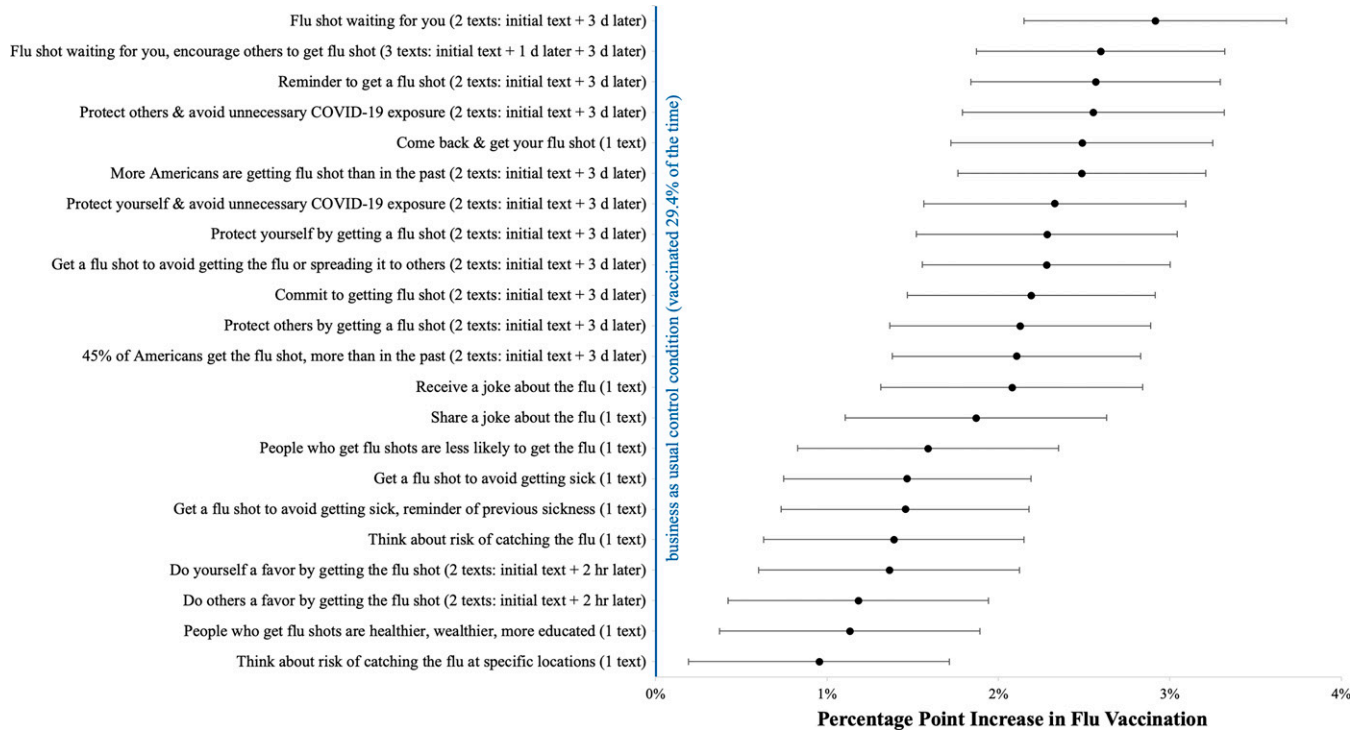 Flu shot waiting for you (2 texts: initial text + 3 d later)
Flu shot waiting for you, encourage others to get flu shot (3 texts: initial text + 1 d later + 3 d later)
Reminder to get a flu shot (2 texts: initial text + 3 d later)
Protect others & avoid unnecessary COVID-19 exposure (2 texts: initial text + 3 d later)
Come back & get your flu shot (1 text)
More Americans are getting flu shot than in the past (2 texts: initial text + 3 d later)
Protect yourself & avoid unnecessary COVID-19 exposure (2 texts: initial text + 3 d later)
Protect yourself by getting a flu shot (2 texts: initial text + 3 d later)
Get a flu shot to avoid getting the flu or spreading it to others (2 texts: initial text + 3 d later)
Commit to getting flu shot (2 texts: initial text + 3 d later)
Protect others by getting a flu shot (2 texts: initial text + 3 d later)
45% of Americans get the flu shot, more than in the past (2 texts: initial text + 3 d later)
Receive a joke about the flu (1 text)
Share a joke about the flu (1 text)
People who get flu shots are less likely to get the flu (1 text)
Get a flu shot to avoid getting sick (1 text)
Get a flu shot to avoid getting sick, reminder of previous sickness (1 text)
Think about risk of catching the flu (1 text)
Do yourself a favor by getting the flu shot (2 texts: initial text + 2 hr later)
Do others a favor by getting the flu shot (2 texts: initial text + 2 hr later)
People who get flu shots are healthier, wealthier, more educated (1 text)
Think about risk of catching the flu at specific locations (1 text)
business as usual control condition (vaccinated 29.4% of the time)
0% 1% 2% 3% 4%
Percentage Point Increase in Flu Vaccination